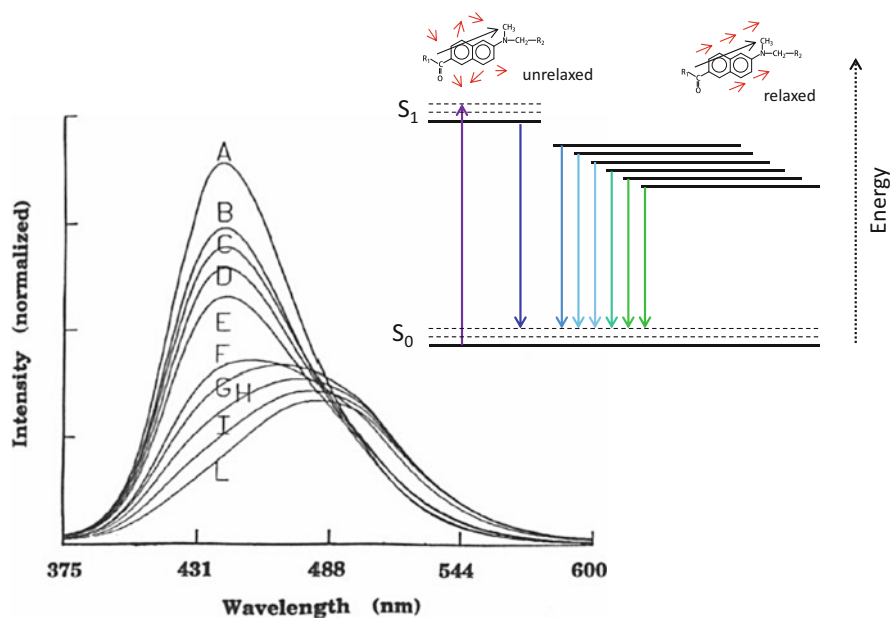 CH₃
R₁
N—CH₂—R₂
C
O
unrelaxed
CH₃
R₁
N—CH₂—R₂
C
O
relaxed
S₁
Energy
S₀
Intensity (normalized)
A
B
C
D
E
F
G H
I
L
375 431 488 544 600
Wavelength (nm)